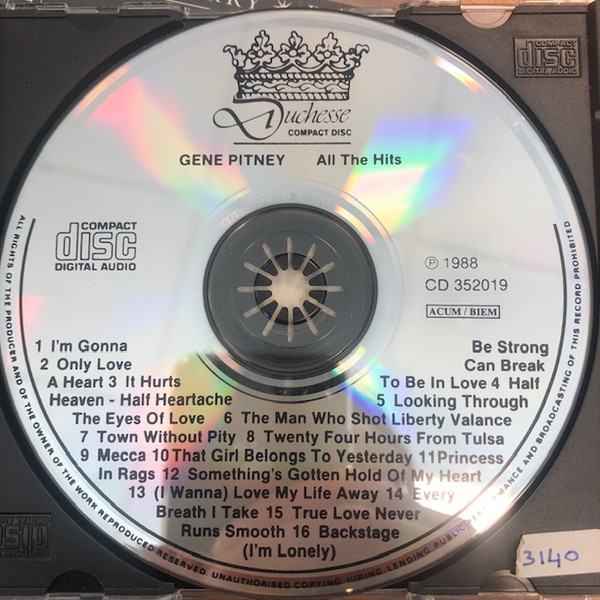 Duchesse
COMPACT DISC
GENE PITNEY All The Hits
COMPACT
disc
DIGITAL AUDIO
COMPACT
disc
DIGITAL AUDIO
℗ 1988
CD 352019
ACUM / BIEM
1 I'm Gonna Be Strong
2 Only Love Can Break
A Heart 3 It Hurts To Be In Love 4 Half
Heaven - Half Heartache 5 Looking Through
The Eyes Of Love 6 The Man Who Shot Liberty Valance
7 Town Without Pity 8 Twenty Four Hours From Tulsa
9 Mecca 10 That Girl Belongs To Yesterday 11 Princess
In Rags 12 Something's Gotten Hold Of My Heart
13 (I Wanna) Love My Life Away 14 Every
Breath I Take 15 True Love Never
Runs Smooth 16 Backstage
(I'm Lonely)
ALL RIGHTS OF THE PRODUCER AND OF THE OWNER OF THE WORK REPRODUCED RESERVED. UNAUTHORISED COPYING HIRING LENDING PUBLIC PERFORMANCE AND BROADCASTING OF THIS RECORD PROHIBITED
3140